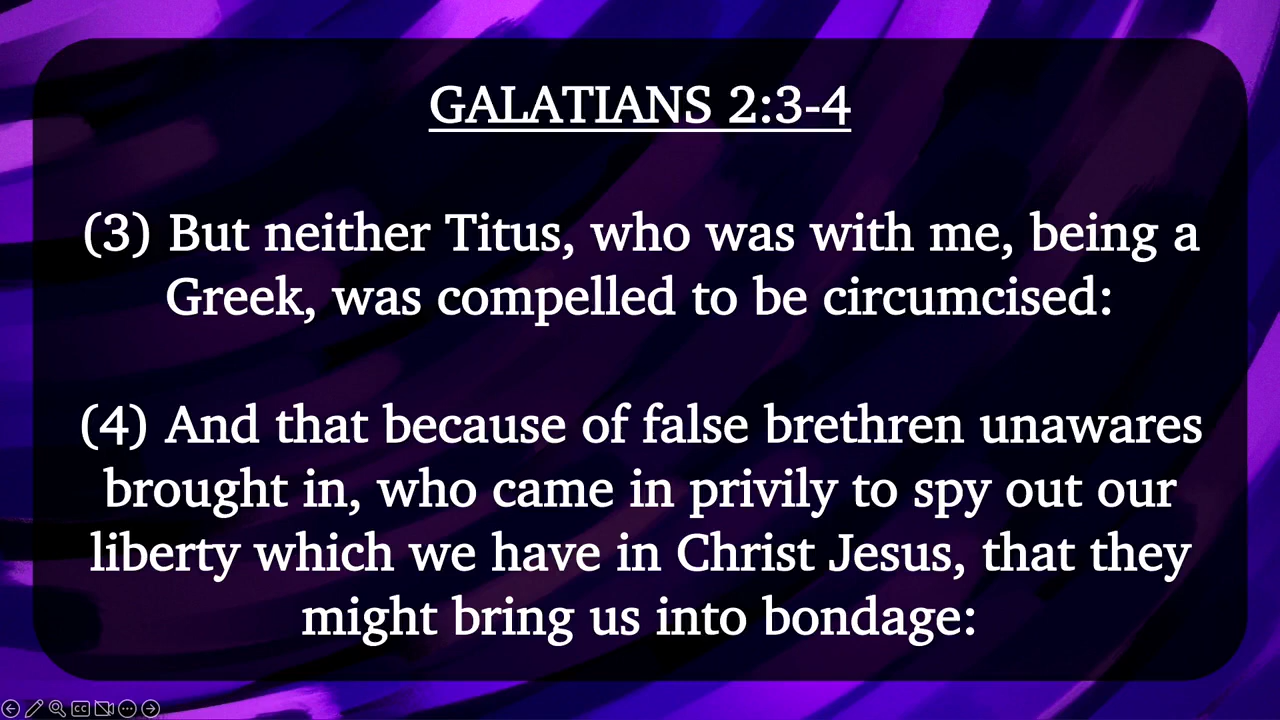 GALATIANS 2:3-4
(3) But neither Titus, who was with me, being a
Greek, was compelled to be circumcised:
(4) And that because of false brethren unawares
brought in, who came in privily to spy out our
liberty which we have in Christ Jesus, that they
might bring us into bondage:
CC